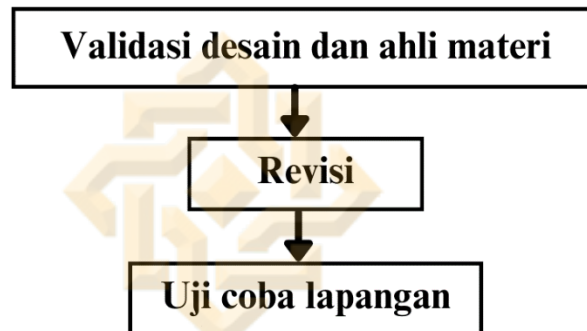 Validasi desain dan ahli materi
Revisi
Uji coba lapangan